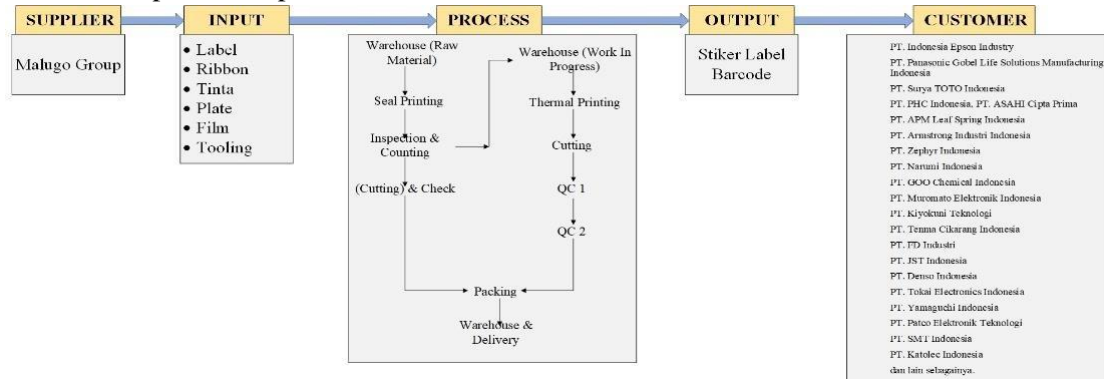 SUPPLIER
INPUT
PROCESS
OUTPUT
CUSTOMER
Malugo Group
• Label
• Ribbon
• Tinta
• Plate
• Film
• Tooling
Warehouse (Raw
Material)
Seal Printing
Inspection &
Counting
(Cutting) & Check
Warehouse (Work In
Progress)
Thermal Printing
Cutting
QC 1
QC 2
Packing
Warehouse &
Delivery
Stiker Label
Barcode
PT. Indonesia Epson Industry
PT. Panasonic Gobel Life Solutions Manufacturing
Indonesia
PT. Surya TOTO Indonesia
PT. PHC Indonesia, PT. ASAHI Cipta Prima
PT. APM Leaf Spring Indonesia
PT. Armstrong Industri Indonesia
PT. Zephyr Indonesia
PT. Narumi Indonesia
PT. GOO Chemical Indonesia
PT. Muromato Elektronik Indonesia
PT. Kiyokuni Teknologi
PT. Tenma Cikarang Indonesia
PT. FD Industri
PT. JST Indonesia
PT. Denso Indonesia
PT. Tokai Electronics Indonesia
PT. Yamaguchi Indonesia
PT. Patco Elektronik Teknologi
PT. SMT Indonesia
PT. Katolec Indonesia
dan lain sebagainya.